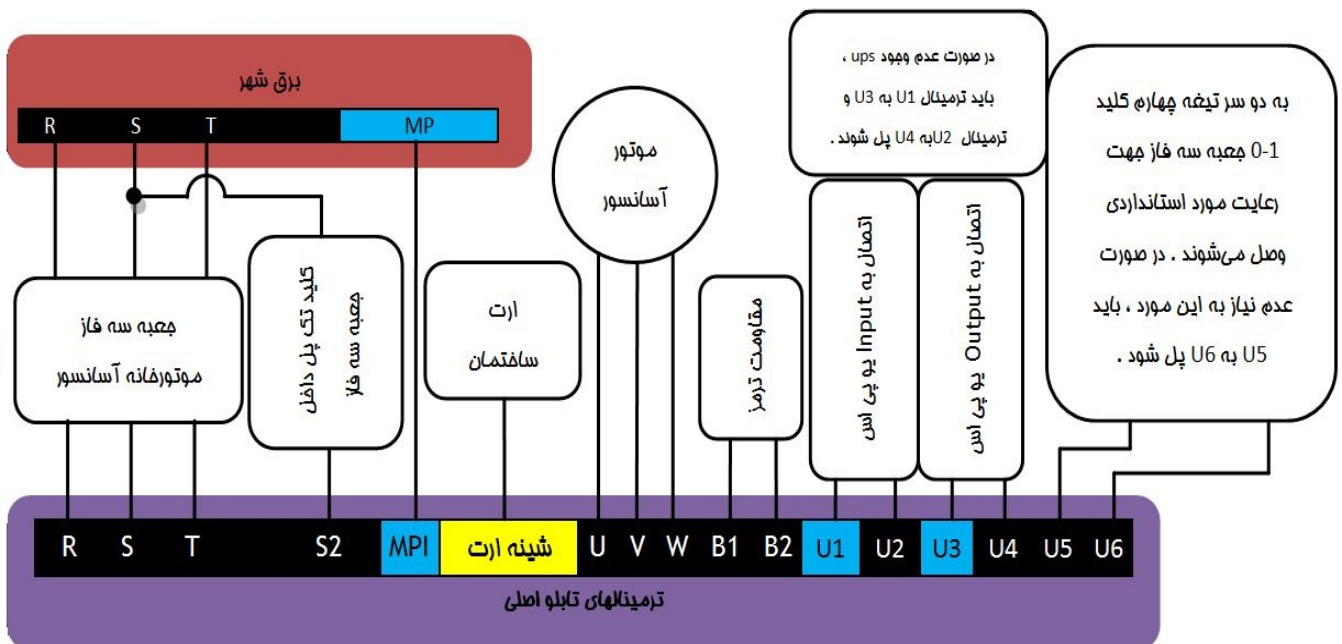 برق شهر
R S T MP
موتور
آسانسور
در صورت عدم وجود ups ،
باید ترمینال U1 به U3 و
ترمینال U2به U4 پل شوند .
به دو سر تیغه چهارم کلید
0-1 جعبه سه فاز جهت
رعایت مورد استانداردی
وصل می‌شوند . در صورت
عدم نیاز به این مورد ، باید
U5 به U6 پل شود .
جعبه سه فاز
موتورخانه آسانسور
کلید تک پل داخل
جعبه سه فاز
ارت
ساختمان
مقاومت ترمز
اتصال به Input یو پی اس
اتصال به Output یو پی اس
R S T S2 MPI شینه ارت U V W B1 B2 U1 U2 U3 U4 U5 U6
ترمینالهای تابلو اصلی